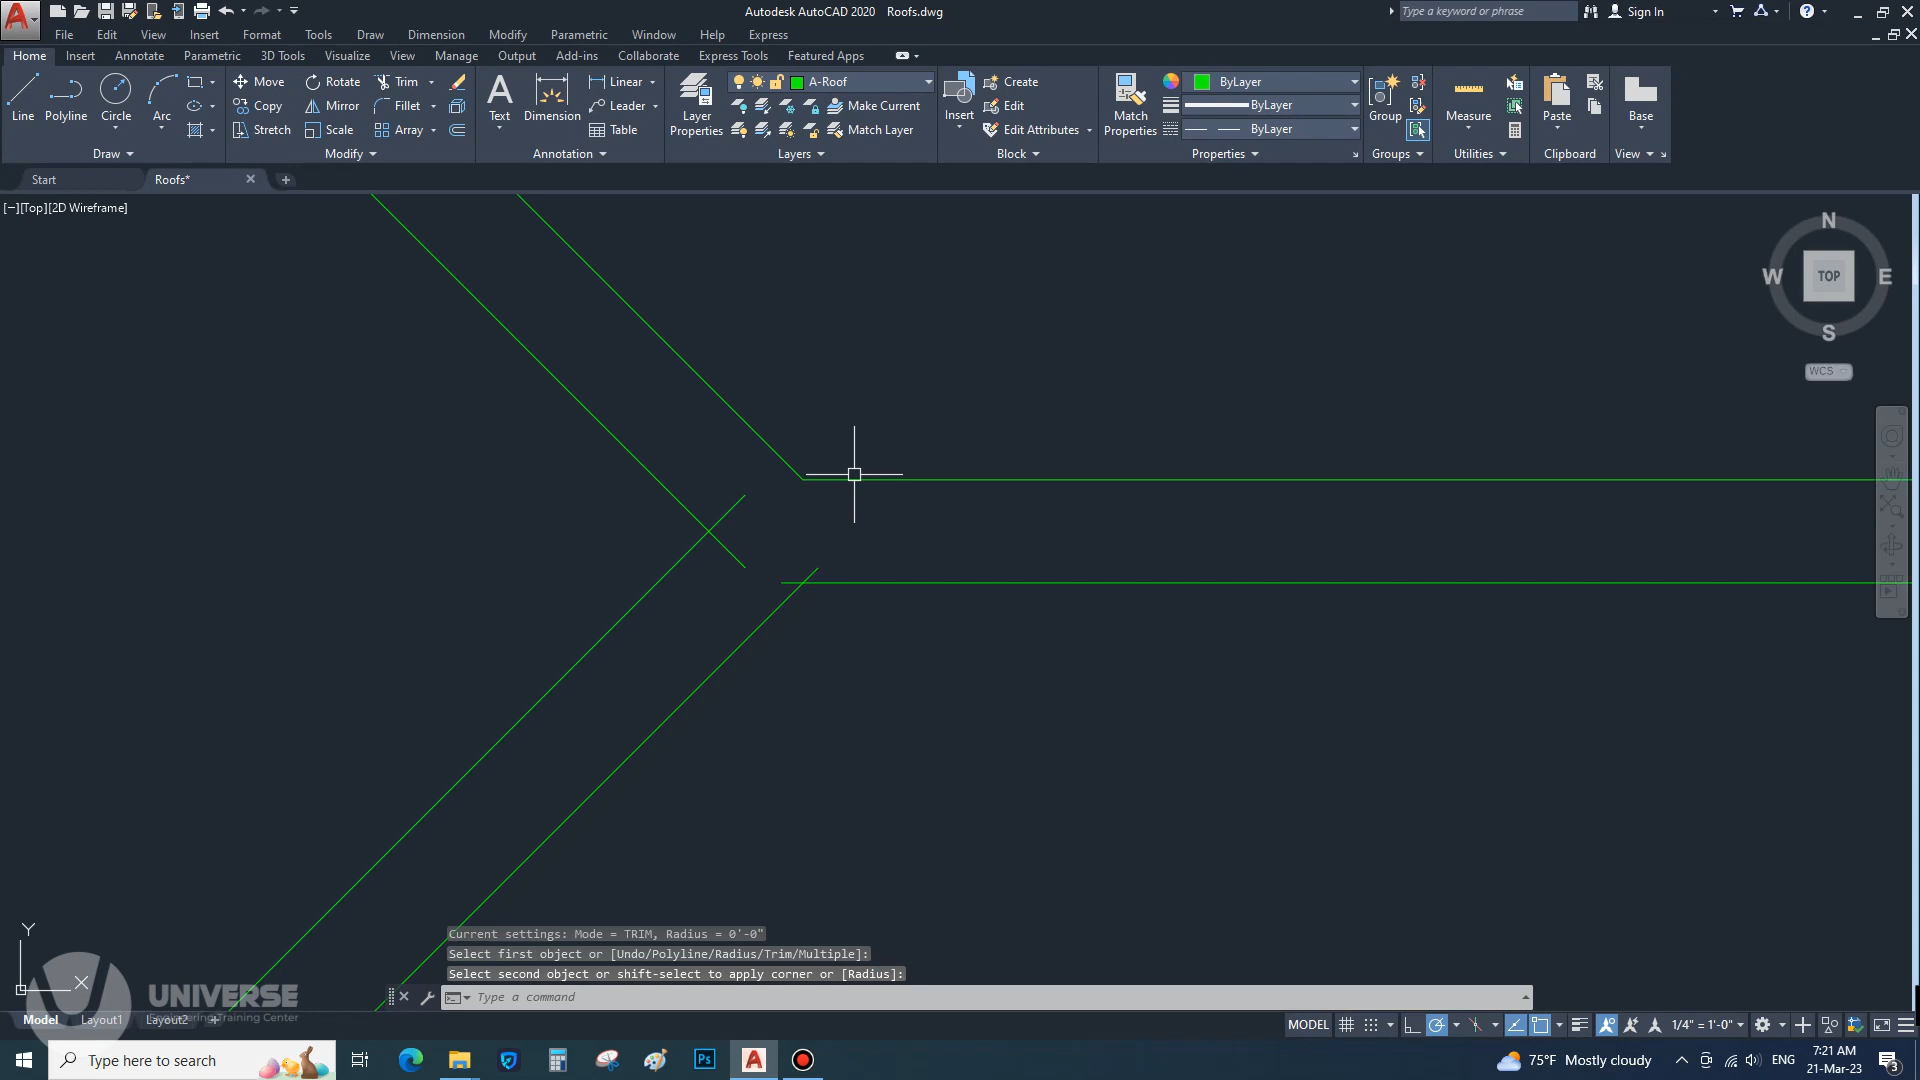 Autodesk AutoCAD 2020 Roofs.dwg
Type a keyword or phrase
Sign In
File Edit View Insert Format Tools Draw Dimension Modify Parametric Window Help Express
Home Insert Annotate Parametric 3D Tools Visualize View Manage Output Add-ins Collaborate Express Tools Featured Apps
Move Rotate Trim Linear A-Roof Create ByLayer
Line Polyline Circle Arc Copy Mirror Fillet Text Dimension Leader Layer Properties Make Current Insert Edit Match Properties ByLayer Group Measure Paste Base
Stretch Scale Array Table Match Layer Edit Attributes ByLayer
Draw Modify Annotation Layers Block Properties Groups Utilities Clipboard View
Start Roofs*
[−][Top][2D Wireframe]
N
W TOP E
S
WCS
Current settings: Mode = TRIM, Radius = 0'-0"
Select first object or [Undo/Polyline/Radius/Trim/Multiple]:
Select second object or shift-select to apply corner or [Radius]:
Y
X
Type a command
UNIVERSE
Engineering Training Center
Model Layout1 Layout2
MODEL 1/4" = 1'-0"
Type here to search
75°F Mostly cloudy
ENG
7:21 AM
21-Mar-23
3